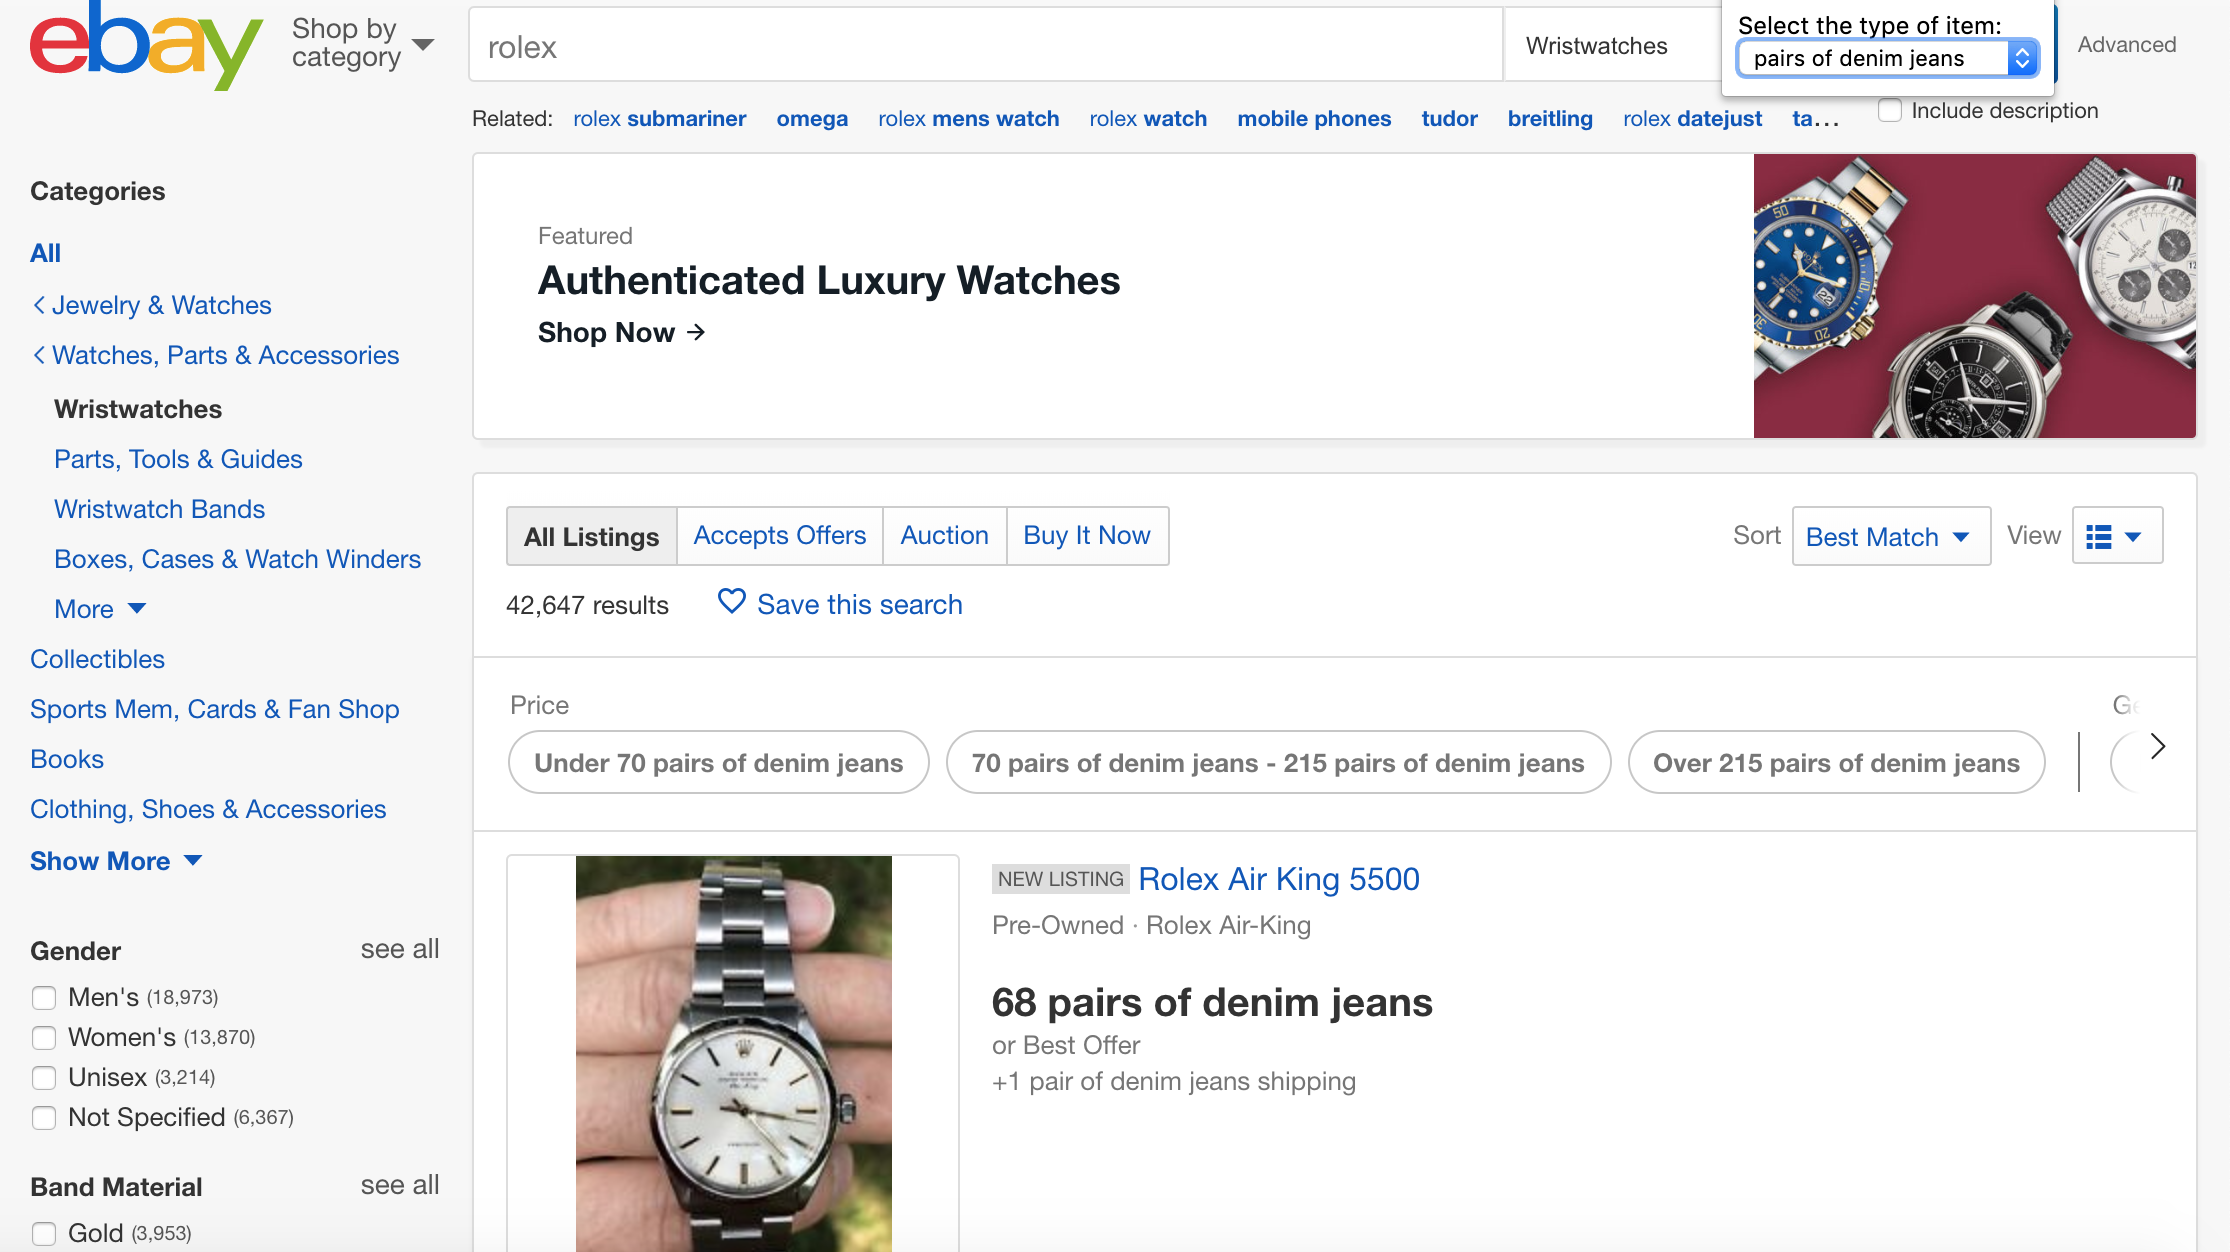 ebay
Shop by
category
rolex
Wristwatches
Select the type of item:
pairs of denim jeans
Advanced
Related: rolex submariner omega rolex mens watch rolex watch mobile phones tudor breitling rolex datejust ta...
Include description
Categories
All
Jewelry & Watches
Watches, Parts & Accessories
Wristwatches
Parts, Tools & Guides
Wristwatch Bands
Boxes, Cases & Watch Winders
More
Collectibles
Sports Mem, Cards & Fan Shop
Books
Clothing, Shoes & Accessories
Show More
Gender see all
Men's (18,973)
Women's (13,870)
Unisex (3,214)
Not Specified (6,367)
Band Material see all
Gold (3,953)
Featured
Authenticated Luxury Watches
Shop Now →
All Listings Accepts Offers Auction Buy It Now
Sort Best Match View
42,647 results Save this search
Price
Under 70 pairs of denim jeans 70 pairs of denim jeans - 215 pairs of denim jeans Over 215 pairs of denim jeans
NEW LISTING Rolex Air King 5500
Pre-Owned · Rolex Air-King
68 pairs of denim jeans
or Best Offer
+1 pair of denim jeans shipping